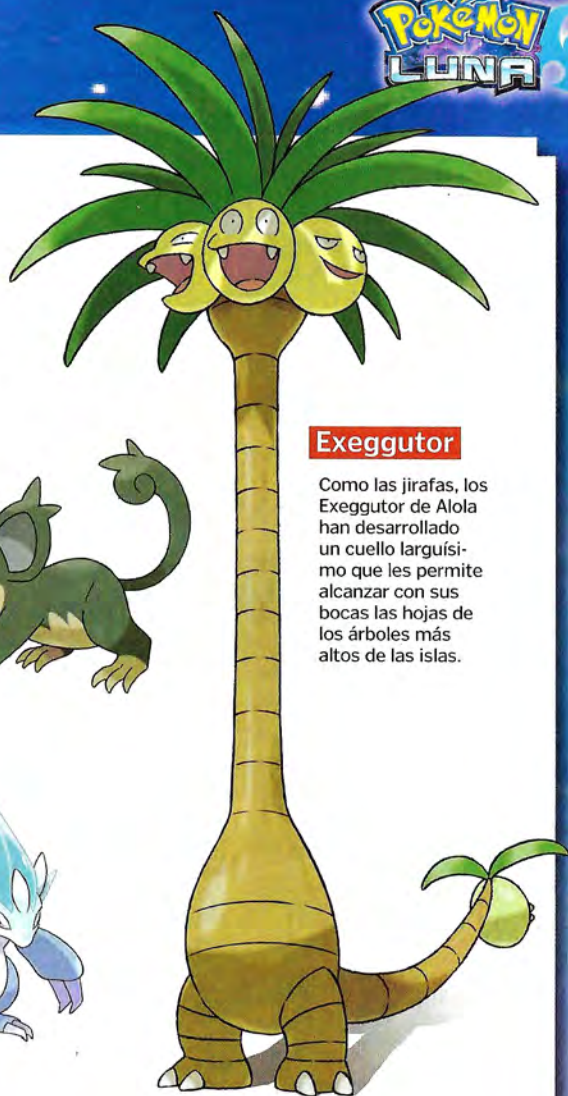 POKÉMON
LUNA
Exeggutor
Como las jirafas, los
Exeggutor de Alola
han desarrollado
un cuello larguísi-
mo que les permite
alcanzar con sus
bocas las hojas de
los árboles más
altos de las islas.